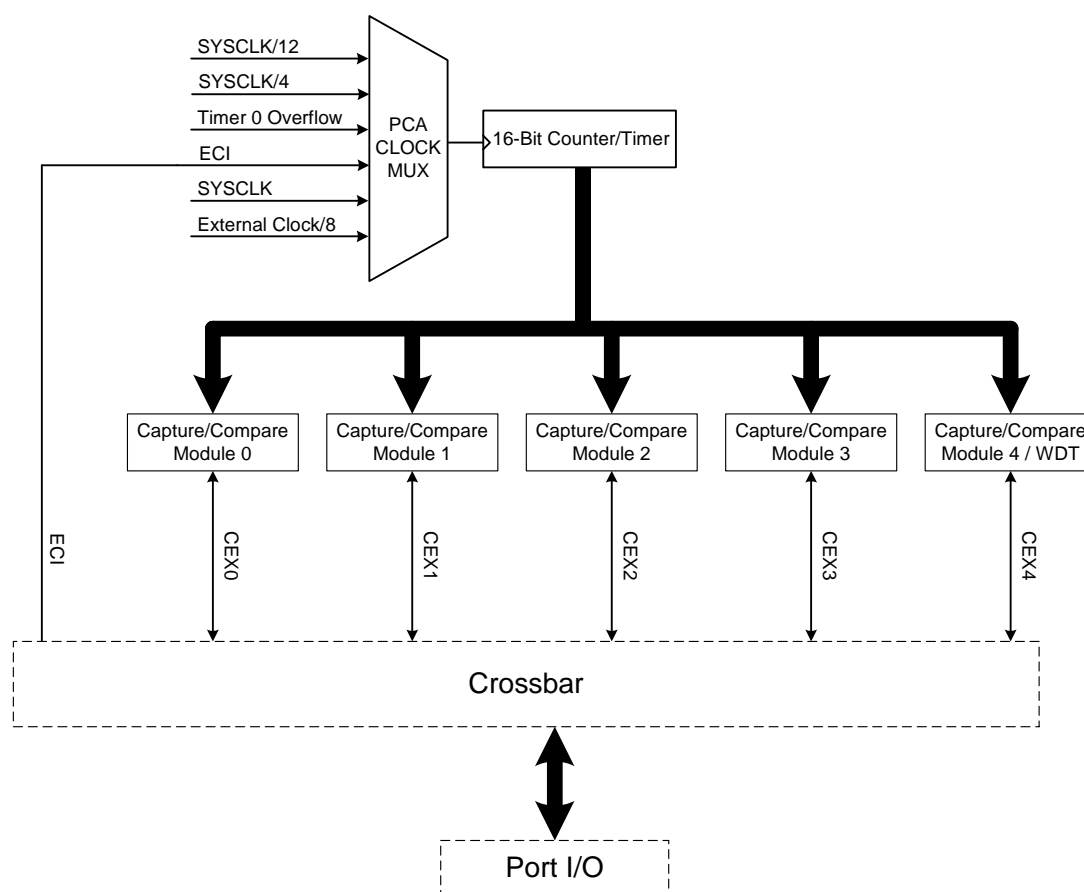 SYSCLK/12
SYSCLK/4
Timer 0 Overflow
ECI
SYSCLK
External Clock/8
PCA
CLOCK
MUX
16-Bit Counter/Timer
Capture/Compare
Module 0
Capture/Compare
Module 1
Capture/Compare
Module 2
Capture/Compare
Module 3
Capture/Compare
Module 4 / WDT
ECI
CEX0
CEX1
CEX2
CEX3
CEX4
Crossbar
Port I/O